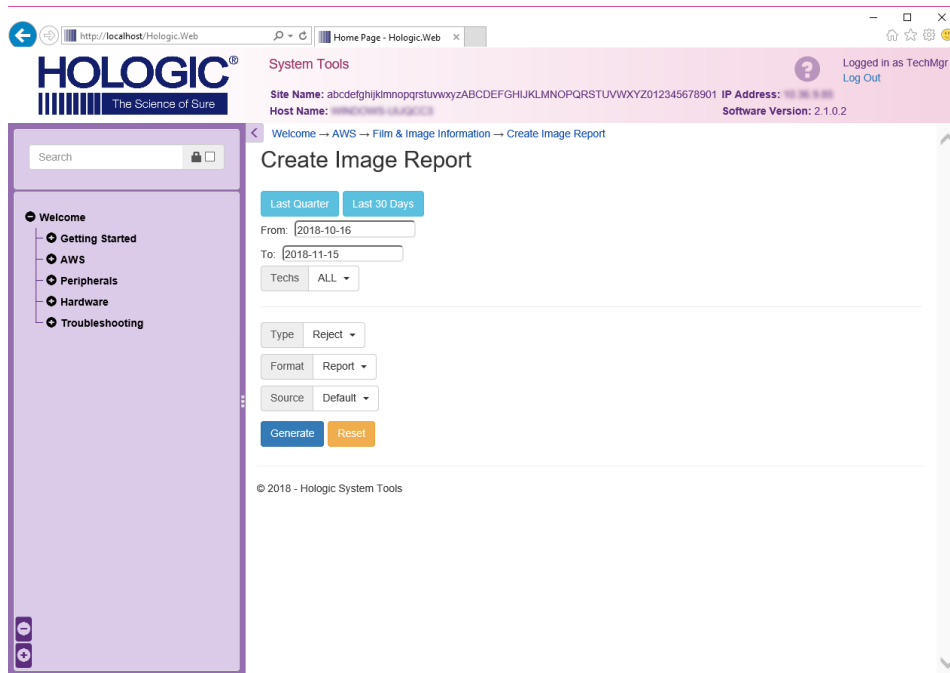 http://localhost/Hologic.Web
Home Page - Hologic.Web
HOLOGIC®
The Science of Sure
System Tools
Logged in as TechMgr
Log Out
Site Name: abcdefghijklmnopqrstuvwxyzABCDEFGHIJKLMNOPQRSTUVWXYZ012345678901 IP Address:
Host Name:
Software Version: 2.1.0.2
Search
Welcome
Getting Started
AWS
Peripherals
Hardware
Troubleshooting
Welcome → AWS → Film & Image Information → Create Image Report
Create Image Report
Last Quarter Last 30 Days
From: 2018-10-16
To: 2018-11-15
Techs ALL
Type Reject
Format Report
Source Default
Generate Reset
© 2018 - Hologic System Tools